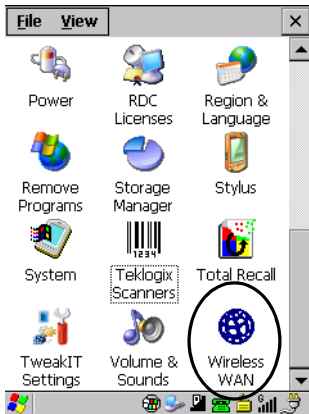 File View
Power
RDC
Licenses
Region &
Language
Remove
Programs
Storage
Manager
Stylus
1234
System
Teklogix
Scanners
Total Recall
TweakIT
Settings
Volume &
Sounds
Wireless
WAN
G